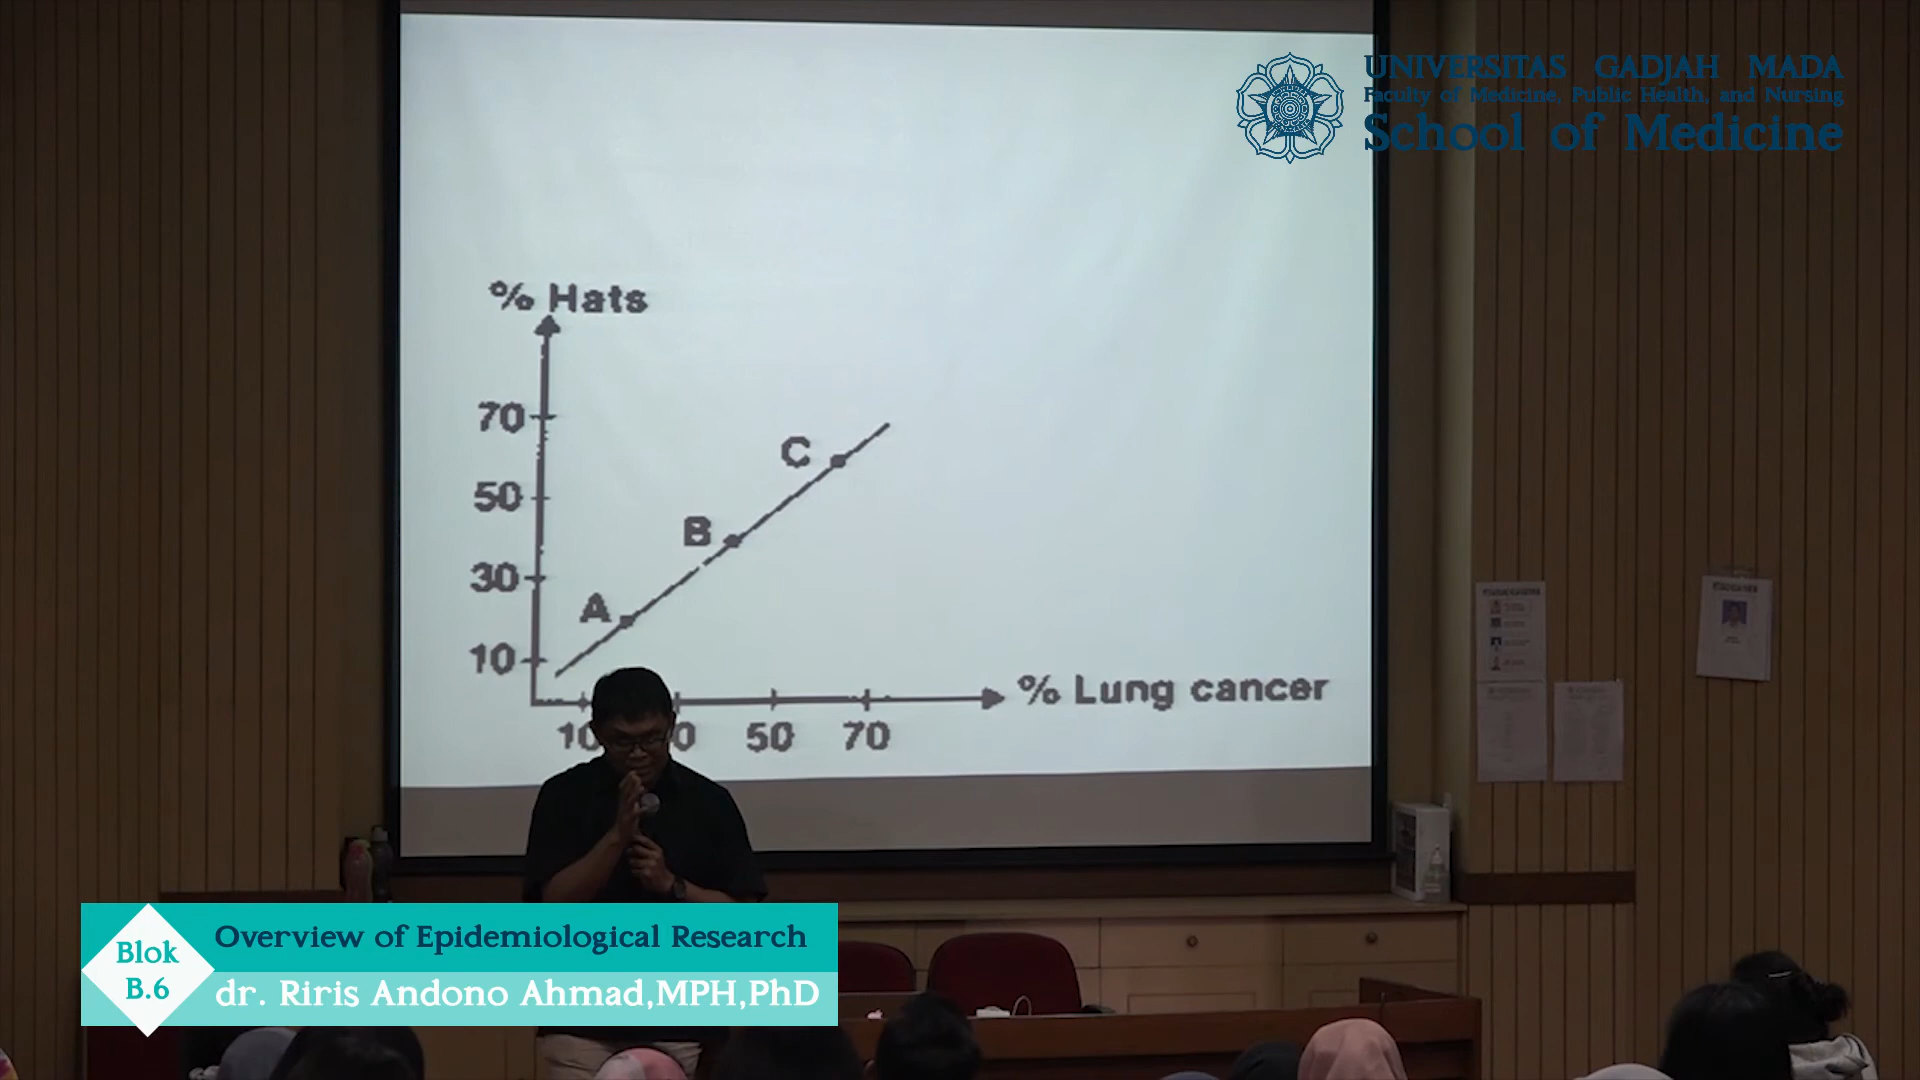 UNIVERSITAS GADJAH MADA
Faculty of Medicine, Public Health, and Nursing
School of Medicine
% Hats
70
50
30
10
C
B
A
% Lung cancer
10
50
70
Blok
B.6
Overview of Epidemiological Research
dr. Riris Andono Ahmad,MPH,PhD